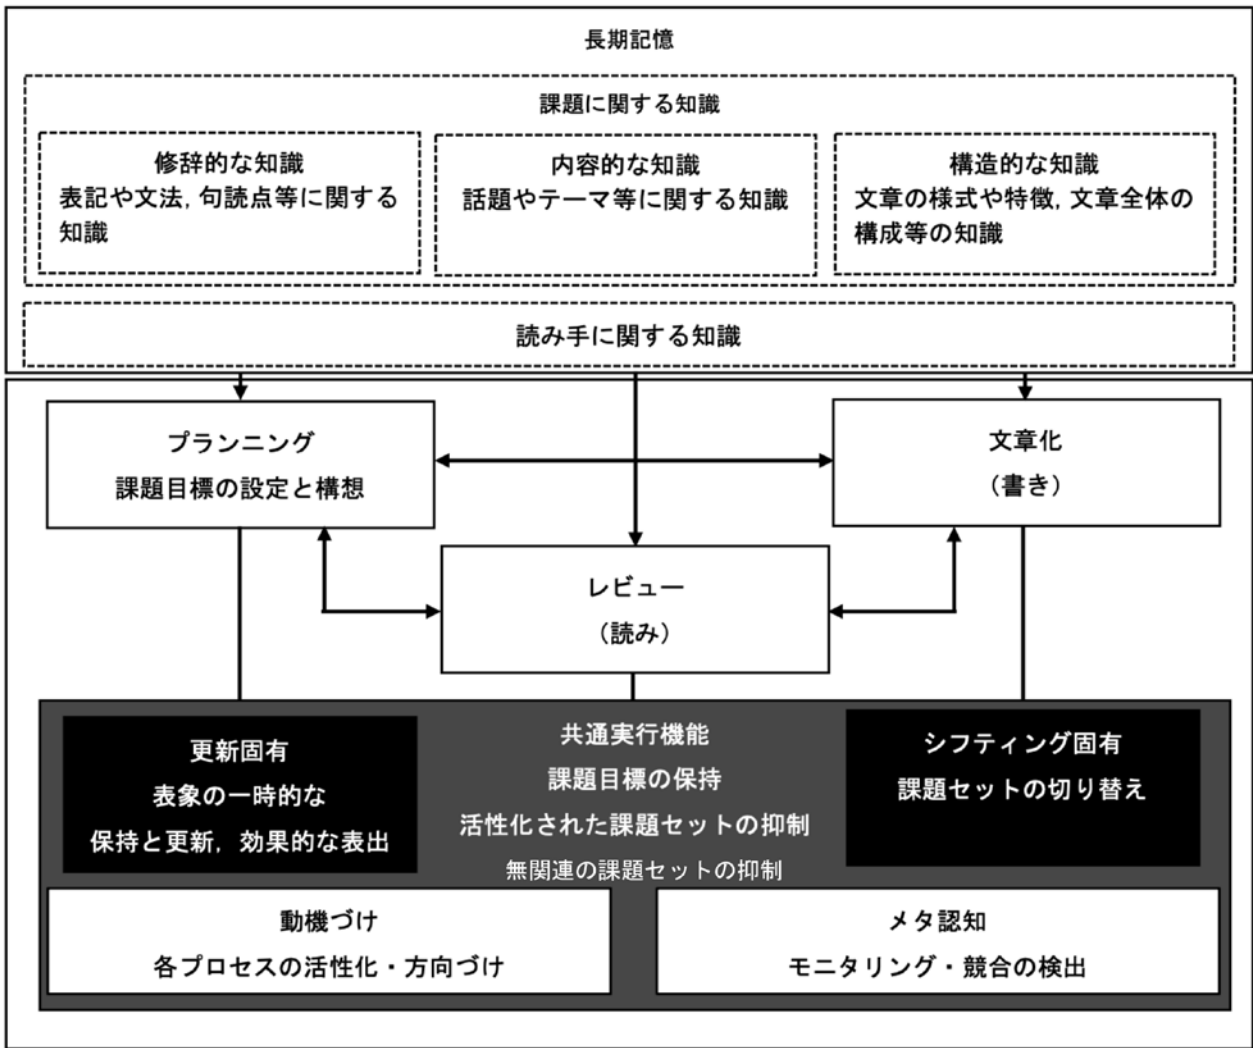 長期記憶
課題に関する知識
修辞的な知識
表記や文法, 句読点等に関する
知識
内容的な知識
話題やテーマ等に関する知識
構造的な知識
文章の様式や特徴, 文章全体の
構成等の知識
読み手に関する知識
プランニング
課題目標の設定と構想
文章化
（書き）
レビュー
（読み）
更新固有
表象の一時的な
保持と更新, 効果的な表出
共通実行機能
課題目標の保持
活性化された課題セットの抑制
無関連の課題セットの抑制
シフティング固有
課題セットの切り替え
動機づけ
各プロセスの活性化・方向づけ
メタ認知
モニタリング・競合の検出